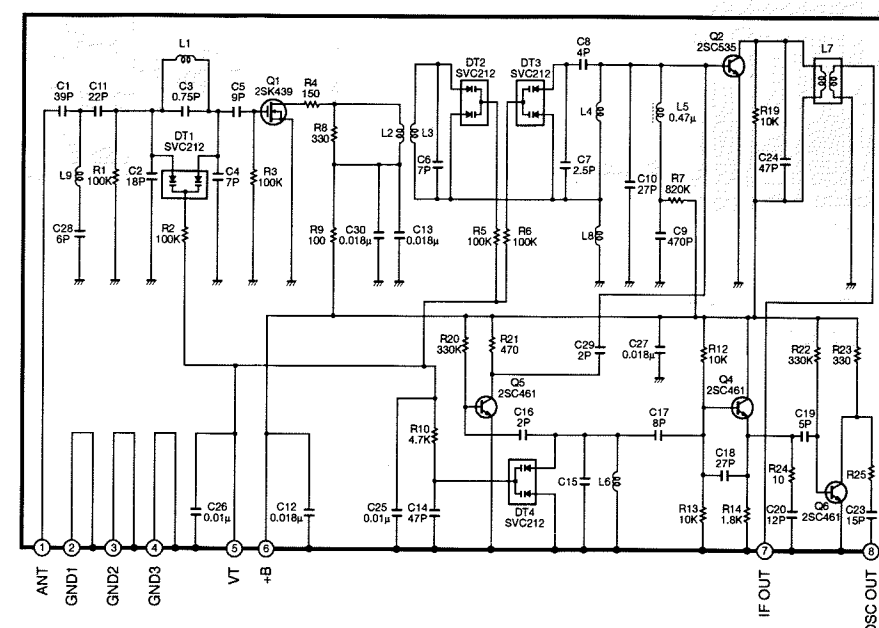 L1
C1
39P
C11
22P
C3
0.75P
C5
9P
Q1
2SK439
R4
150
DT1
SVC212
L9
R1
100K
C2
18P
C4
7P
R3
100K
C28
6P
R2
100K
R8
330
L2
L3
R9
100
C30
0.018μ
C13
0.018μ
C6
7P
DT2
SVC212
DT3
SVC212
C8
4P
R5
100K
R6
100K
C7
2.5P
L4
L8
C10
27P
L5
0.47μ
R7
820K
C9
470P
Q2
2SC535
R19
10K
C24
47P
L7
R20
330K
R21
470
Q5
2SC461
C29
2P
C27
0.018μ
R12
10K
Q4
2SC461
R22
330K
R23
330
R10
4.7K
C16
2P
C17
8P
C18
27P
C19
5P
R24
10
R25
C26
0.01μ
C12
0.018μ
C25
0.01μ
C14
47P
DT4
SVC212
C15
L6
R13
10K
R14
1.8K
C20
12P
Q6
2SC461
C23
15P
1
2
3
4
5
6
7
8
ANT
GND1
GND2
GND3
VT
+B
IF OUT
OSC OUT